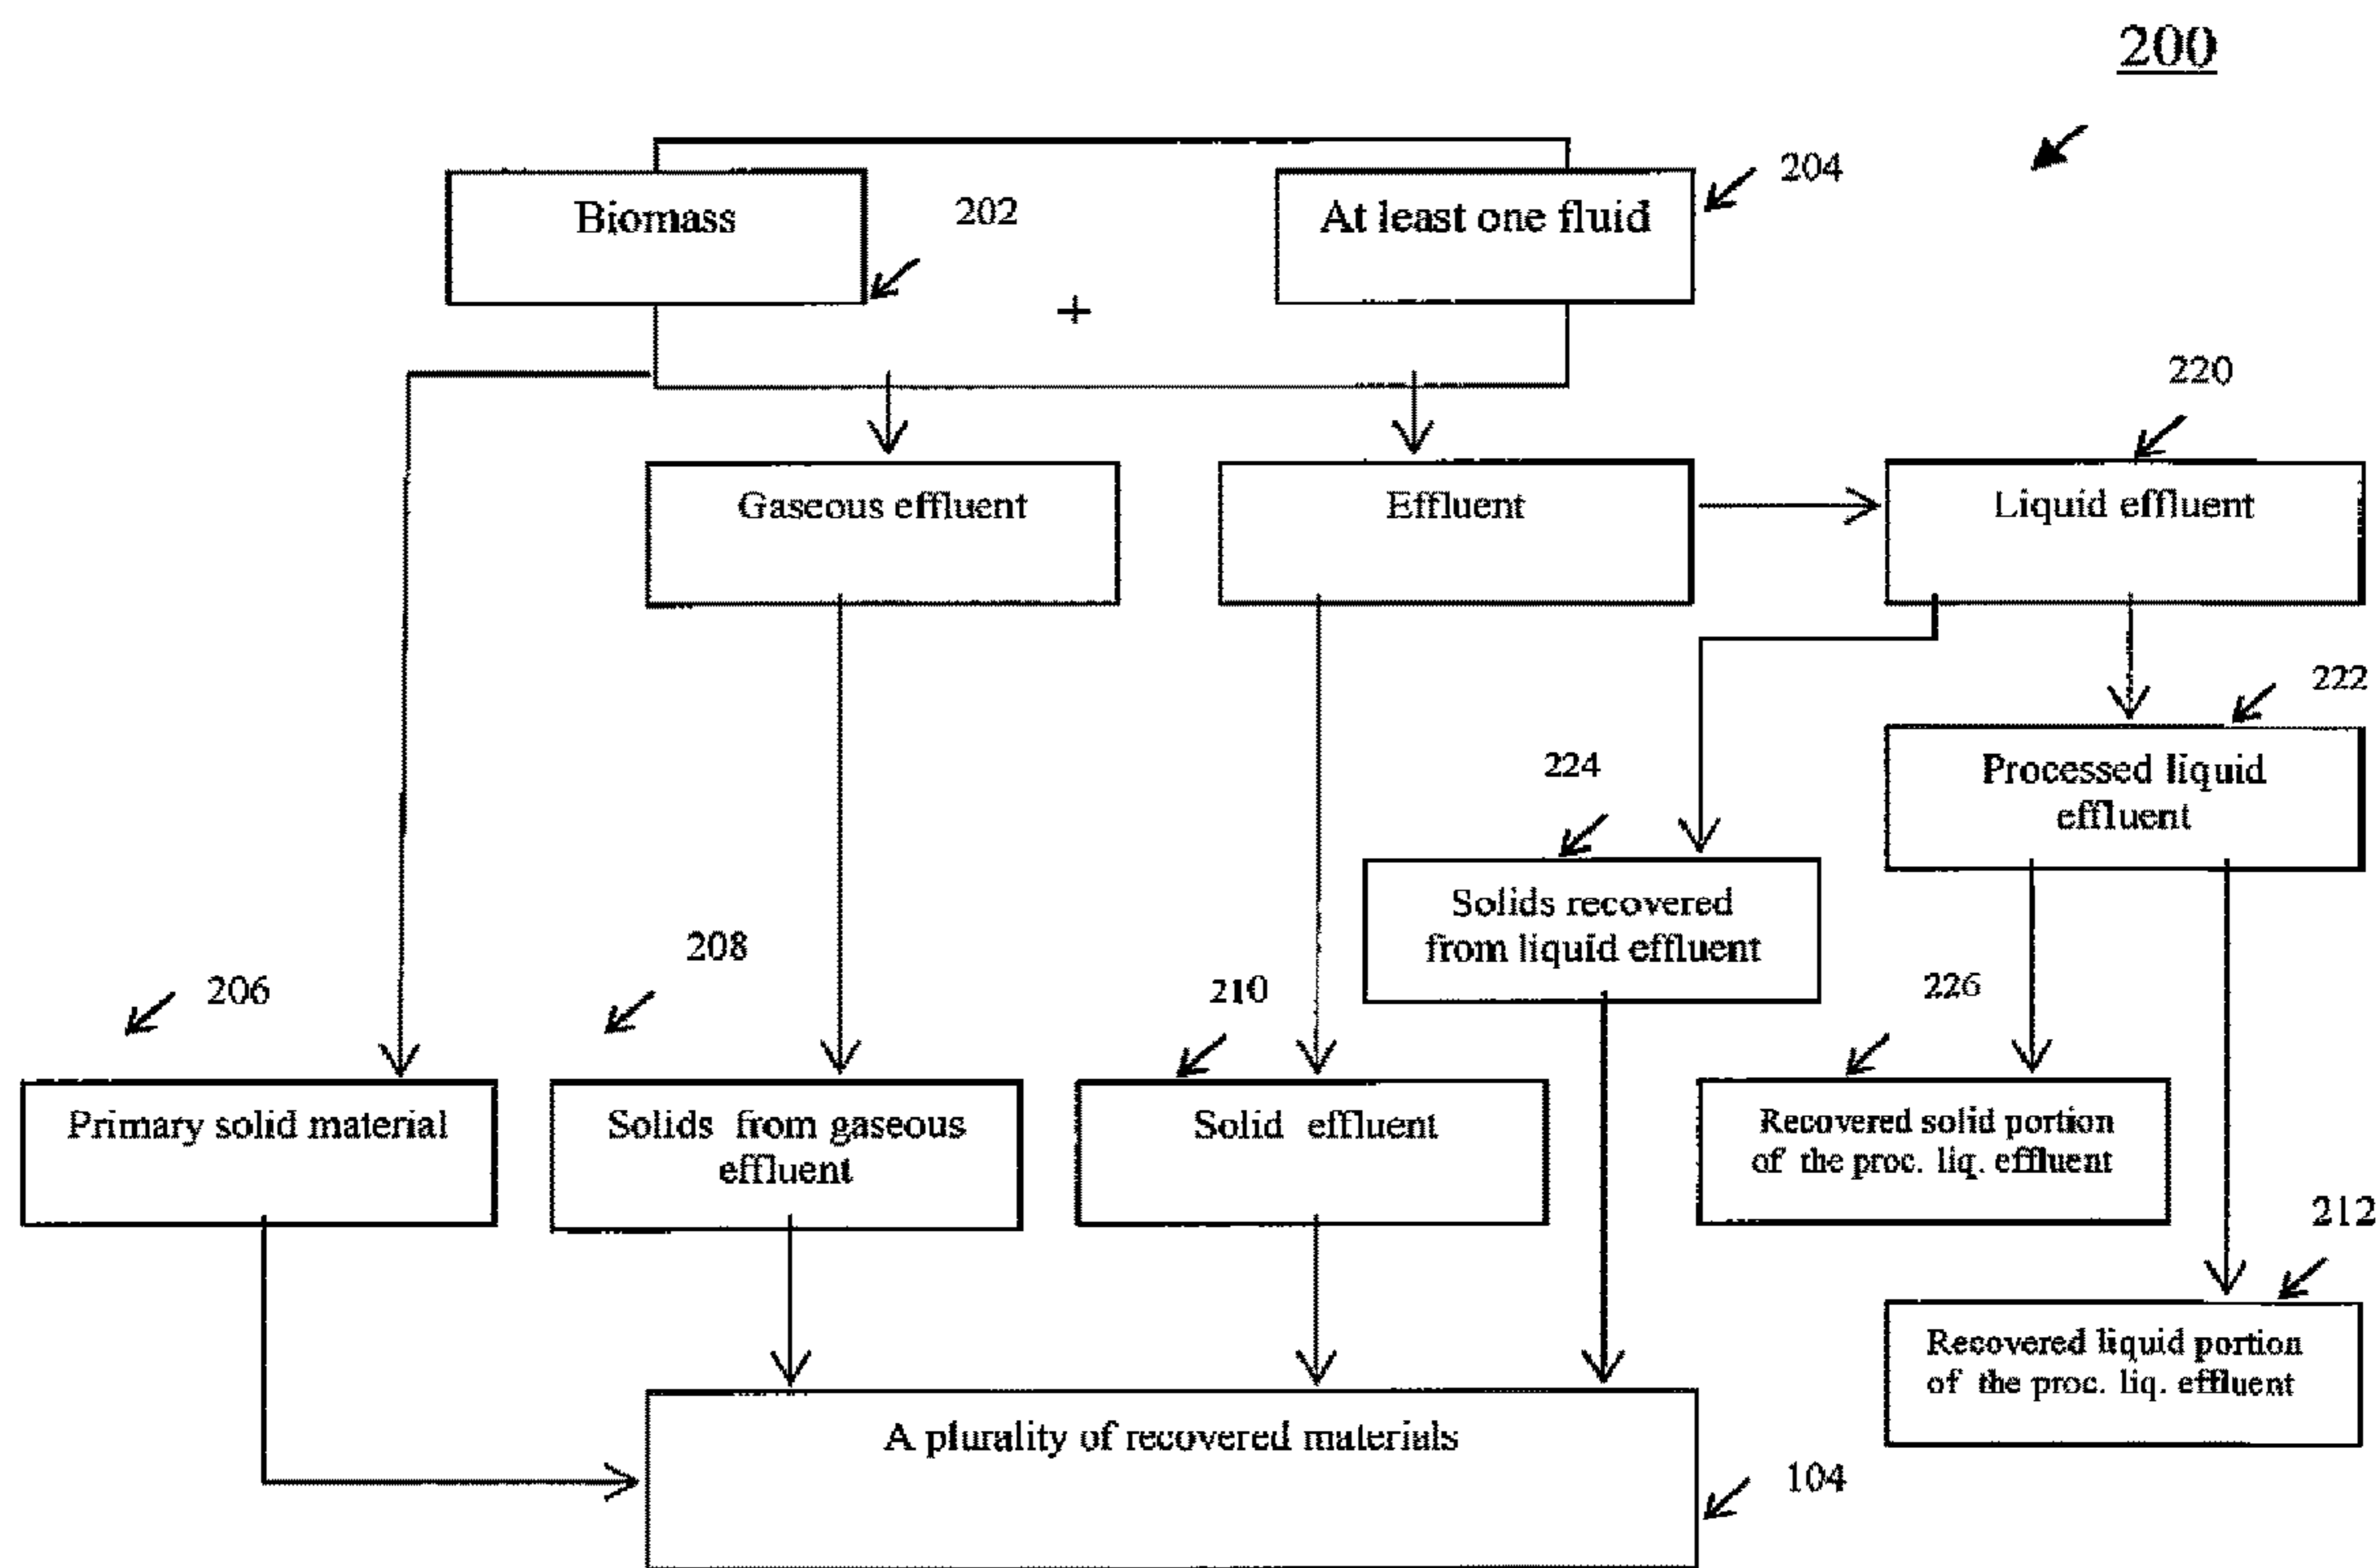 200
204
Biomass
202
At least one fluid
+
220
Gaseous effluent
Effluent
Liquid effluent
222
224
Processed liquid
effluent
Solids recovered
from liquid effluent
208
206
210
226
Primary solid material
Solids from gaseous
effluent
Solid effluent
Recovered solid portion
of the proc. liq. effluent
212
Recovered liquid portion
of the proc. liq. effluent
A plurality of recovered materials
104